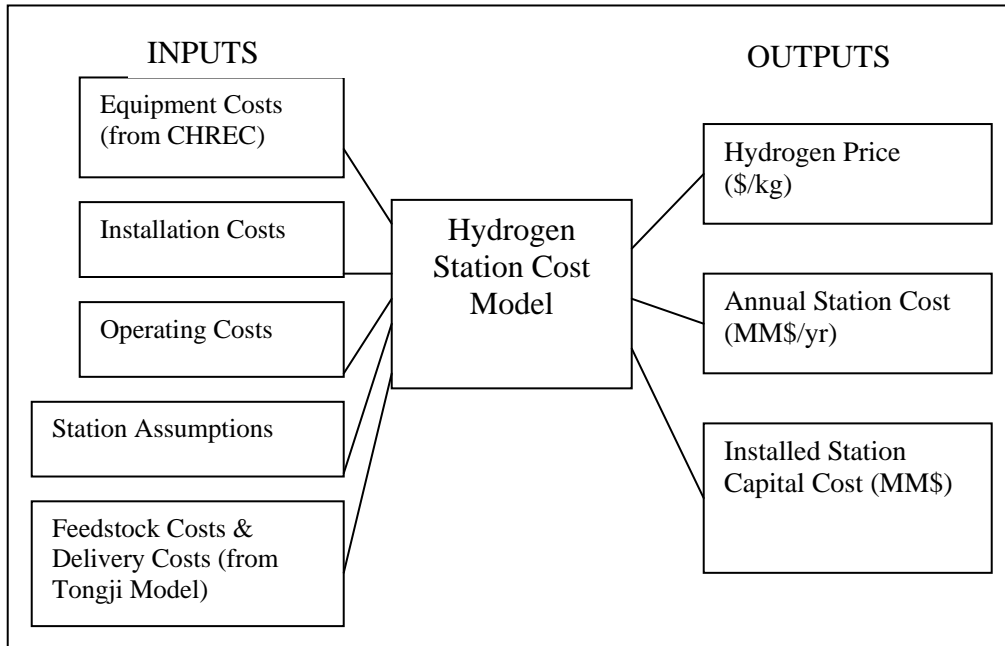 INPUTS
Equipment Costs
(from CHREC)
Installation Costs
Operating Costs
Station Assumptions
Feedstock Costs &
Delivery Costs (from
Tongji Model)
Hydrogen
Station Cost
Model
OUTPUTS
Hydrogen Price
($/kg)
Annual Station Cost
(MM$/yr)
Installed Station
Capital Cost (MM$)